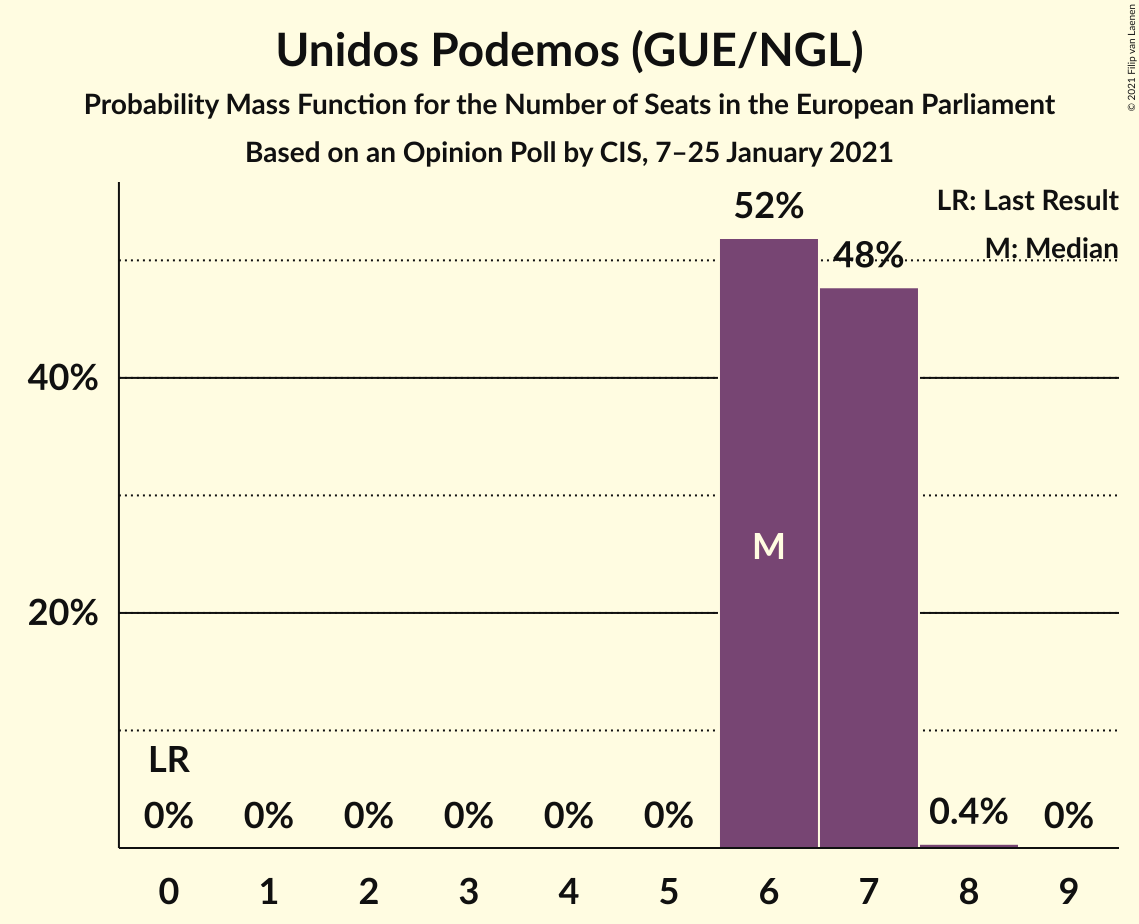 Unidos Podemos (GUE/NGL)
Probability Mass Function for the Number of Seats in the European Parliament
Based on an Opinion Poll by CIS, 7–25 January 2021
© 2021 Filip van Laenen
LR: Last Result
M: Median
52%
48%
40%
20%
M
LR
0% 0% 0% 0% 0% 0% 0.4% 0%
0 1 2 3 4 5 6 7 8 9